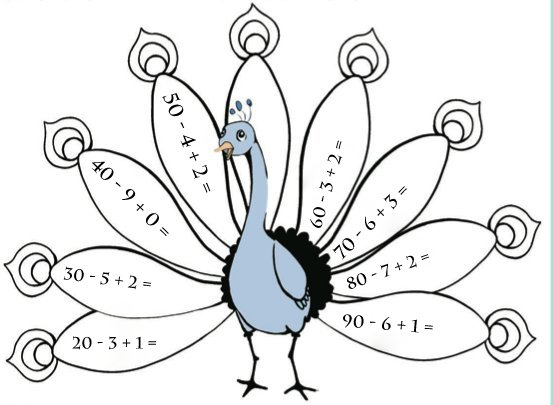 50 - 4 + 2 =
40 - 9 + 0 =
30 - 5 + 2 =
20 - 3 + 1 =
60 - 3 + 2 =
70 - 6 + 3 =
80 - 7 + 2 =
90 - 6 + 1 =